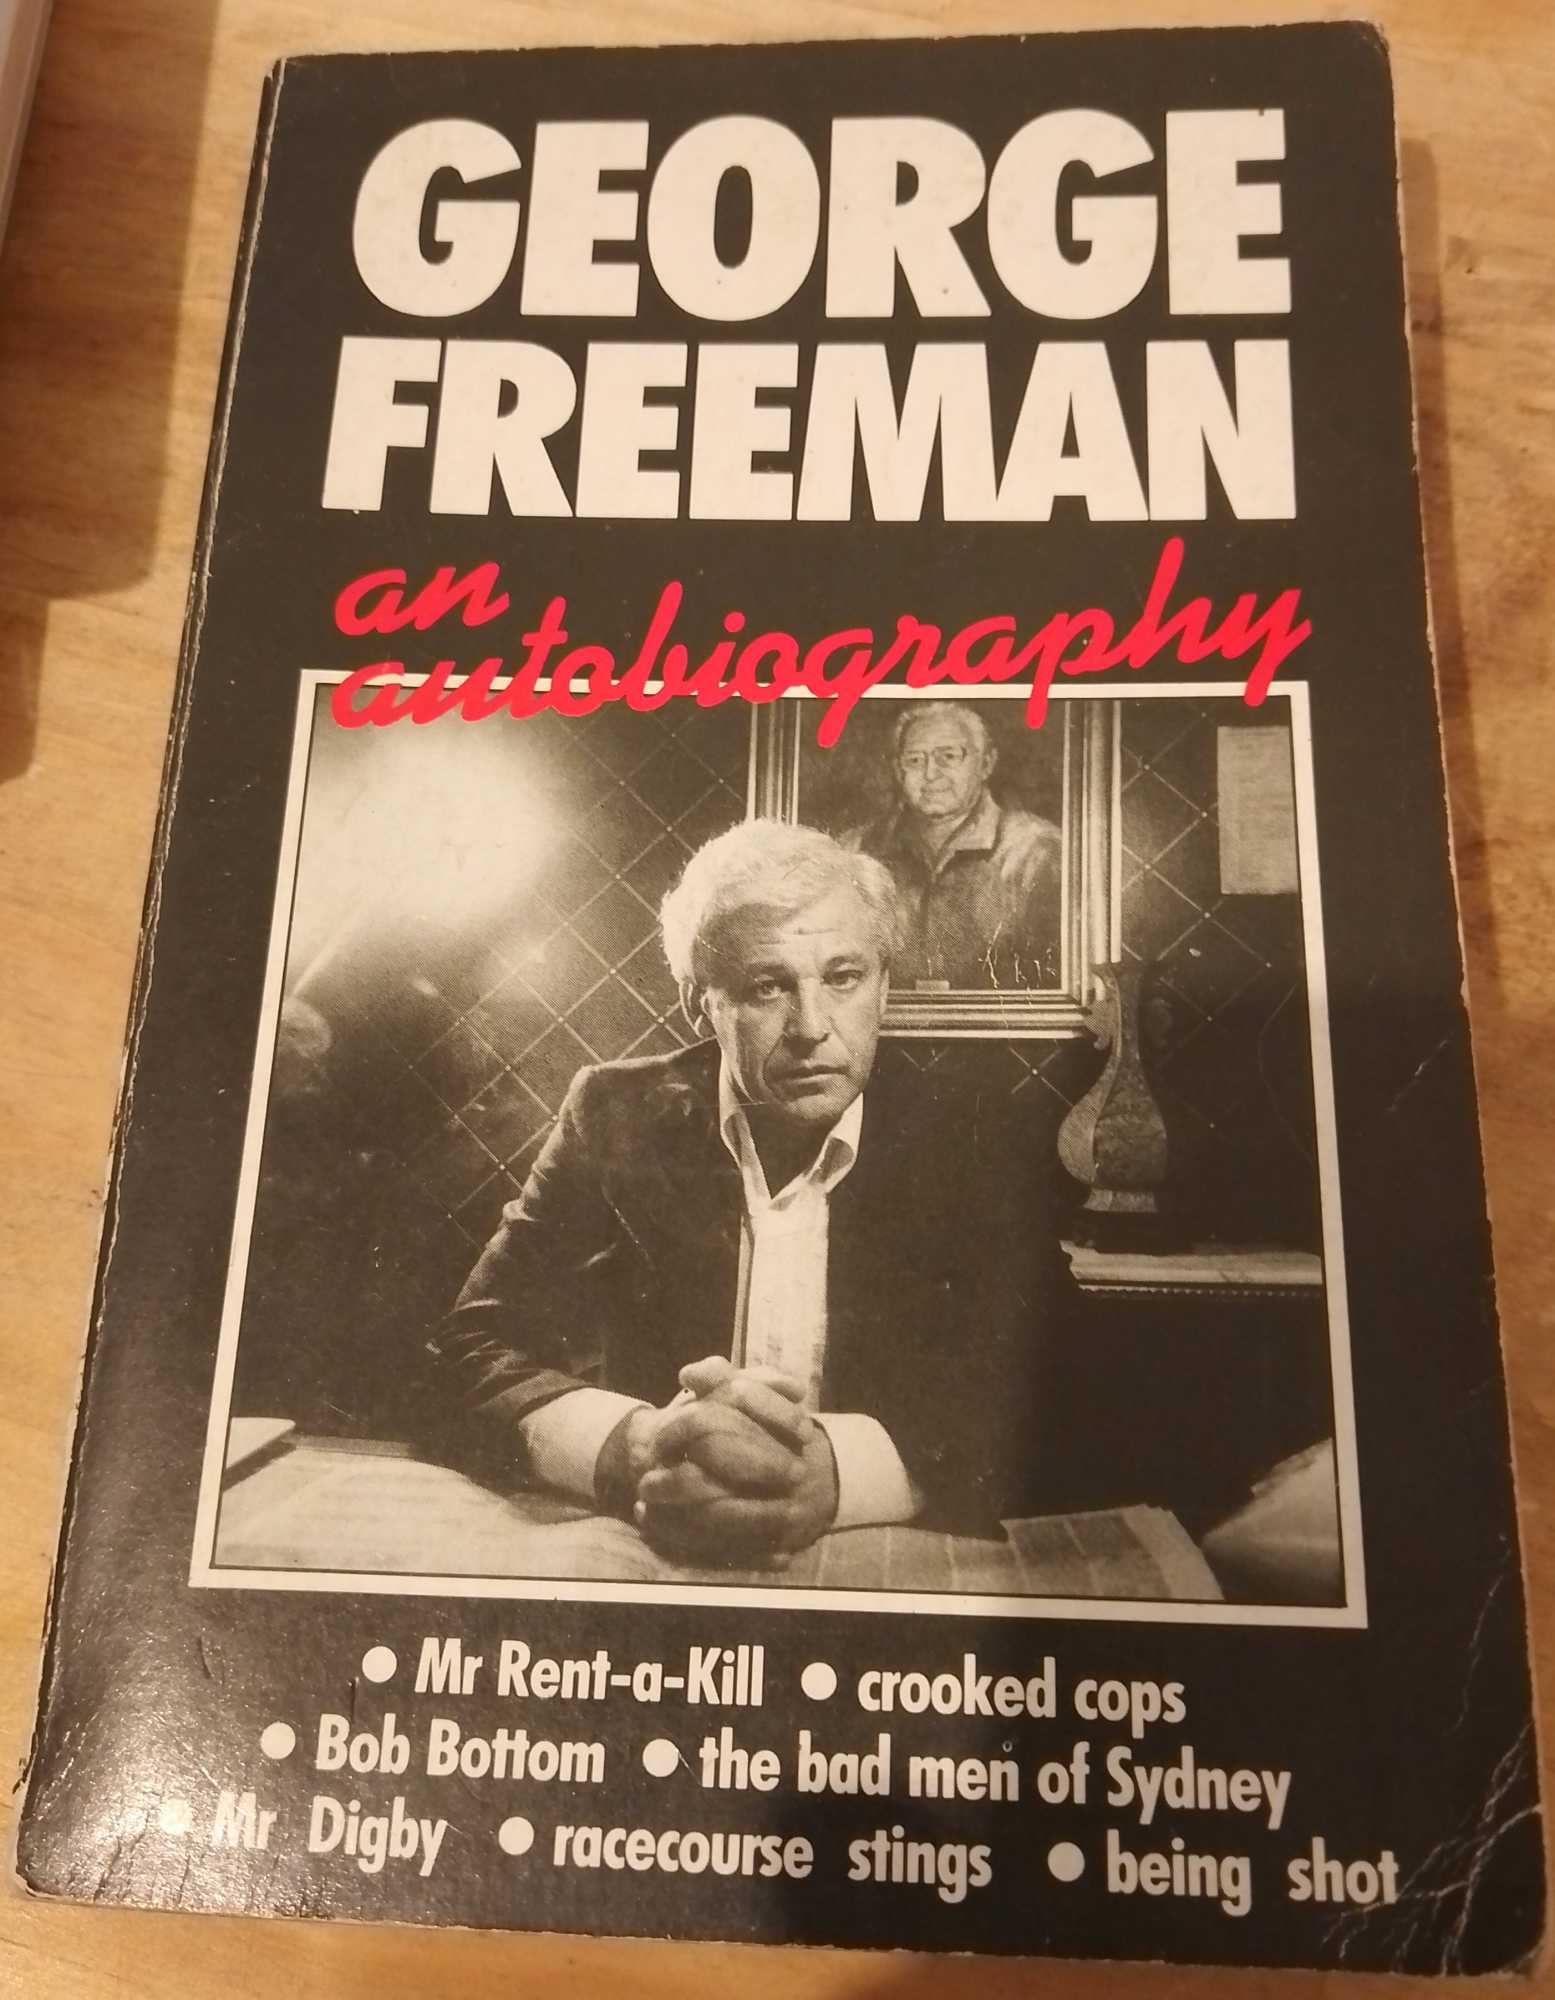 GEORGE
FREEMAN
an
autobiography
• Mr Rent-a-Kill • crooked cops
• Bob Bottom • the bad men of Sydney
• Mr Digby • racecourse stings • being shot